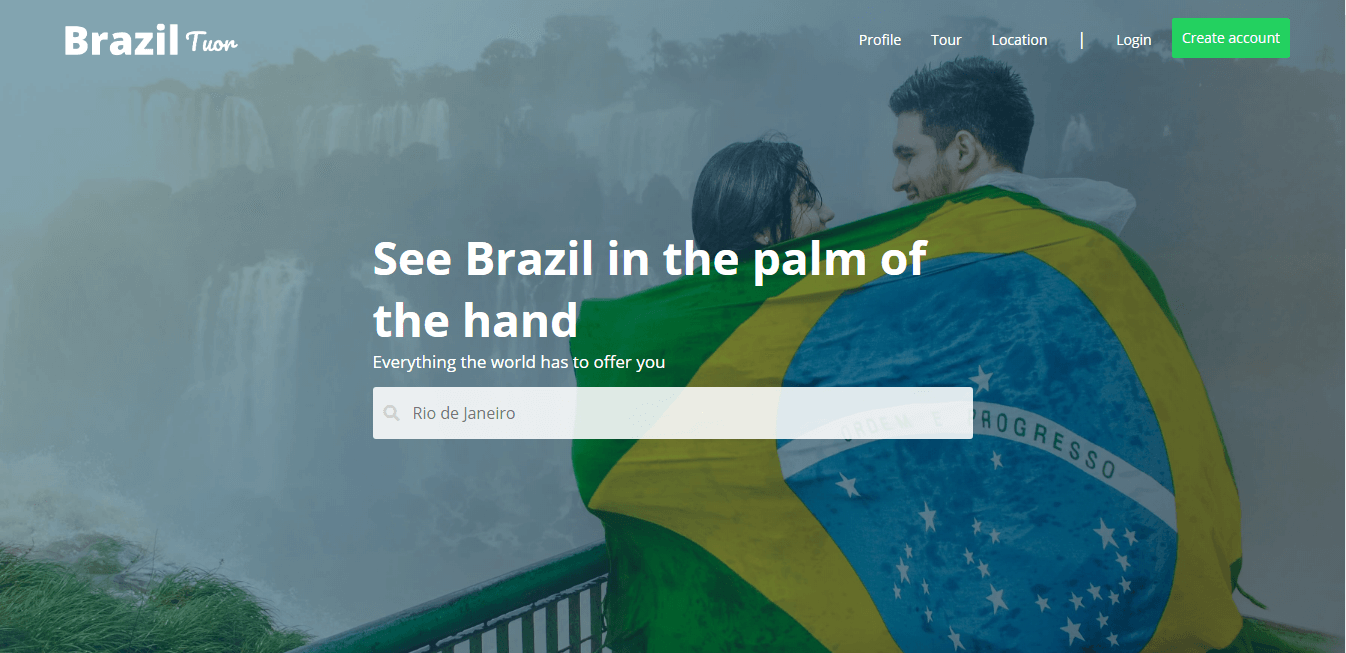 Brazil Tuor
Profile Tour Location | Login Create account
See Brazil in the palm of
the hand
Everything the world has to offer you
Rio de Janeiro
ORDEM E PROGRESSO